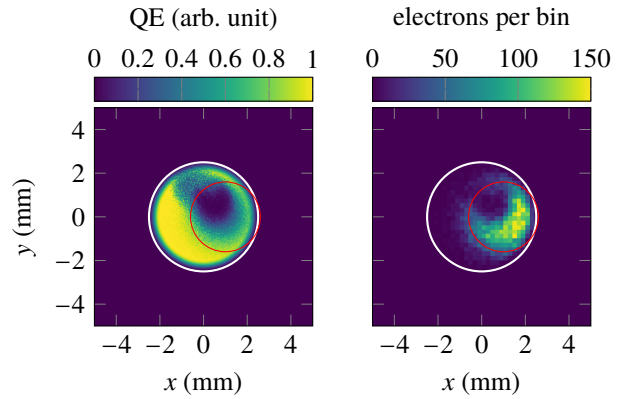 QE (arb. unit) electrons per bin
0 0.2 0.4 0.6 0.8 1 0 50 100 150
4
2
0
−2
−4
y (mm)
−4 −2 0 2 4 −4 −2 0 2 4
x (mm) x (mm)